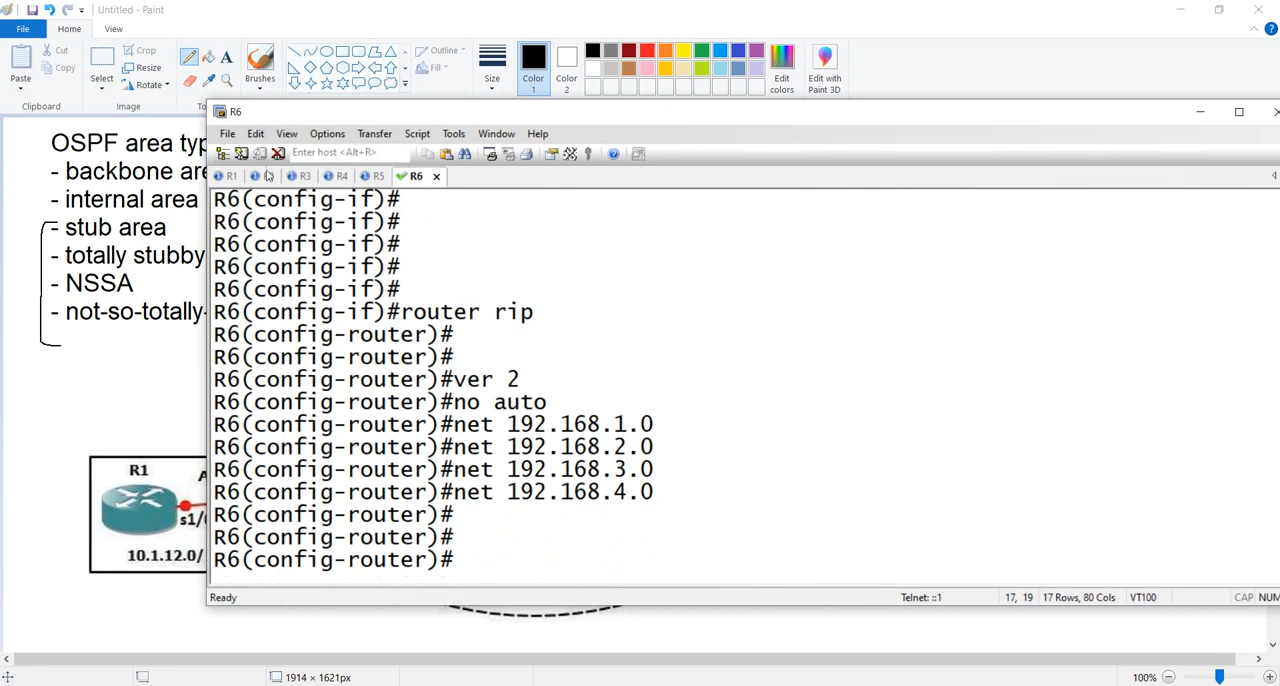 Untitled - Paint
File Home View
Cut
Copy
Paste
Clipboard
Select
Crop
Resize
Rotate
Image
Brushes
Outline
Fill
Size
Color 1
Color 2
Edit colors
Edit with Paint 3D
OSPF area typ
- backbone are
- internal area
- stub area
- totally stubby
- NSSA
- not-so-totally-
R6
File Edit View Options Transfer Script Tools Window Help
Enter host <Alt+R>
R1 R3 R4 R5 R6
R6(config-if)#
R6(config-if)#
R6(config-if)#
R6(config-if)#
R6(config-if)#
R6(config-if)#router rip
R6(config-router)#
R6(config-router)#
R6(config-router)#ver 2
R6(config-router)#no auto
R6(config-router)#net 192.168.1.0
R6(config-router)#net 192.168.2.0
R6(config-router)#net 192.168.3.0
R6(config-router)#net 192.168.4.0
R6(config-router)#
R6(config-router)#
R6(config-router)#
Ready Telnet: ::1 17, 19 17 Rows, 80 Cols VT100 CAP NUM
R1
A
s1/
10.1.12.0/
1914 × 1621px
100%